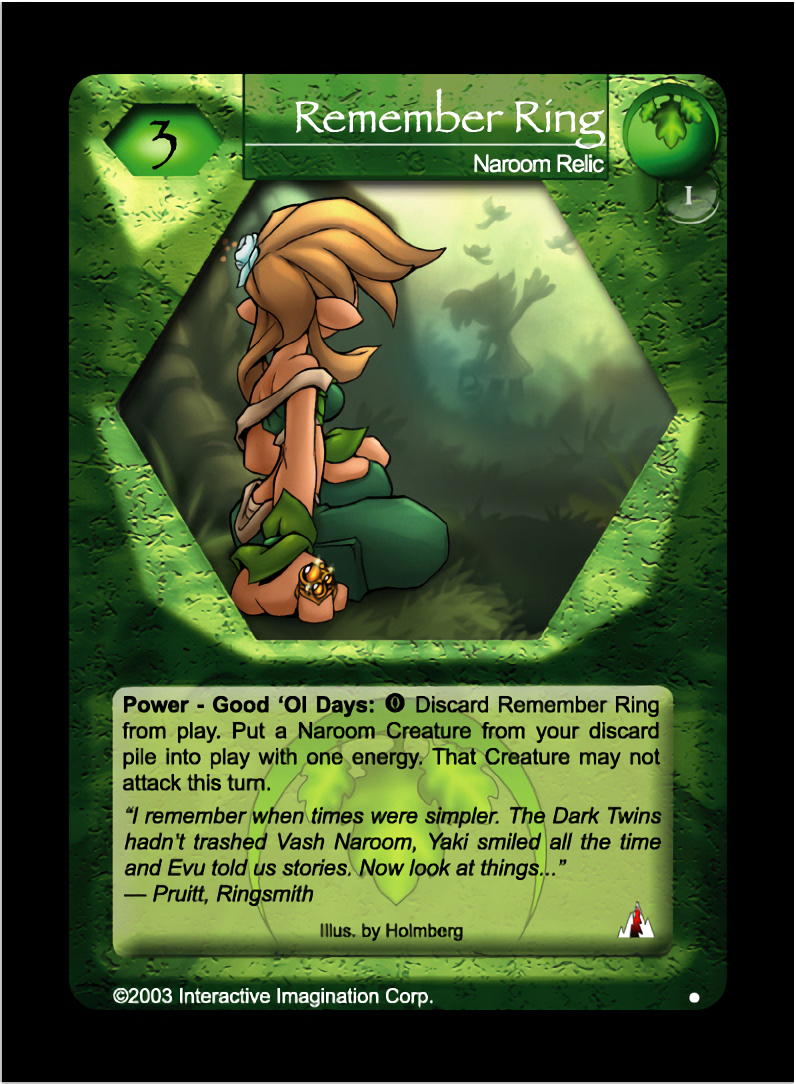 3
Remember Ring
Naroom Relic
I
Power - Good ‘Ol Days: 0 Discard Remember Ring
from play. Put a Naroom Creature from your discard
pile into play with one energy. That Creature may not
attack this turn.
“I remember when times were simpler. The Dark Twins
hadn't trashed Vash Naroom, Yaki smiled all the time
and Evu told us stories. Now look at things...”
— Pruitt, Ringsmith
Illus. by Holmberg
©2003 Interactive Imagination Corp.